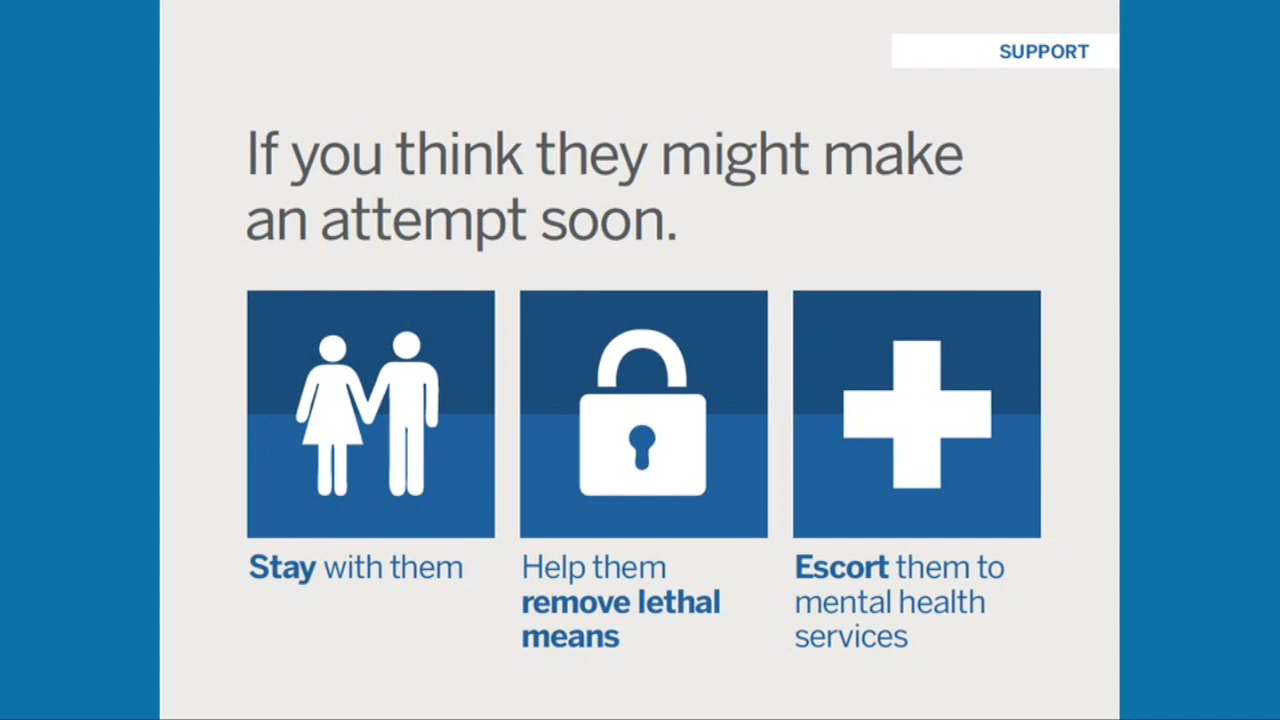 SUPPORT
If you think they might make
an attempt soon.
Stay with them
Help them
remove lethal
means
Escort them to
mental health
services